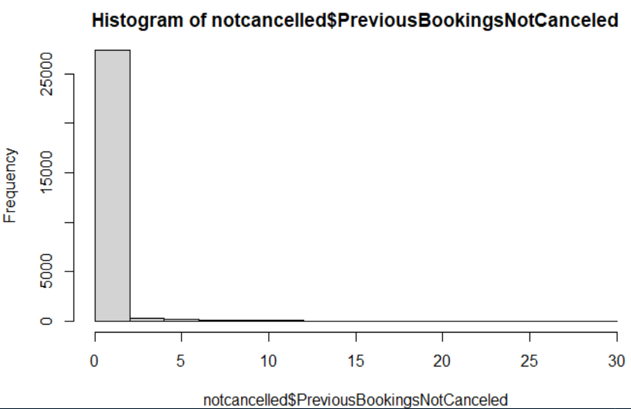 Histogram of notcancelled$PreviousBookingsNotCanceled
Frequency
25000
15000
5000
0
0 5 10 15 20 25 30
notcancelled$PreviousBookingsNotCanceled